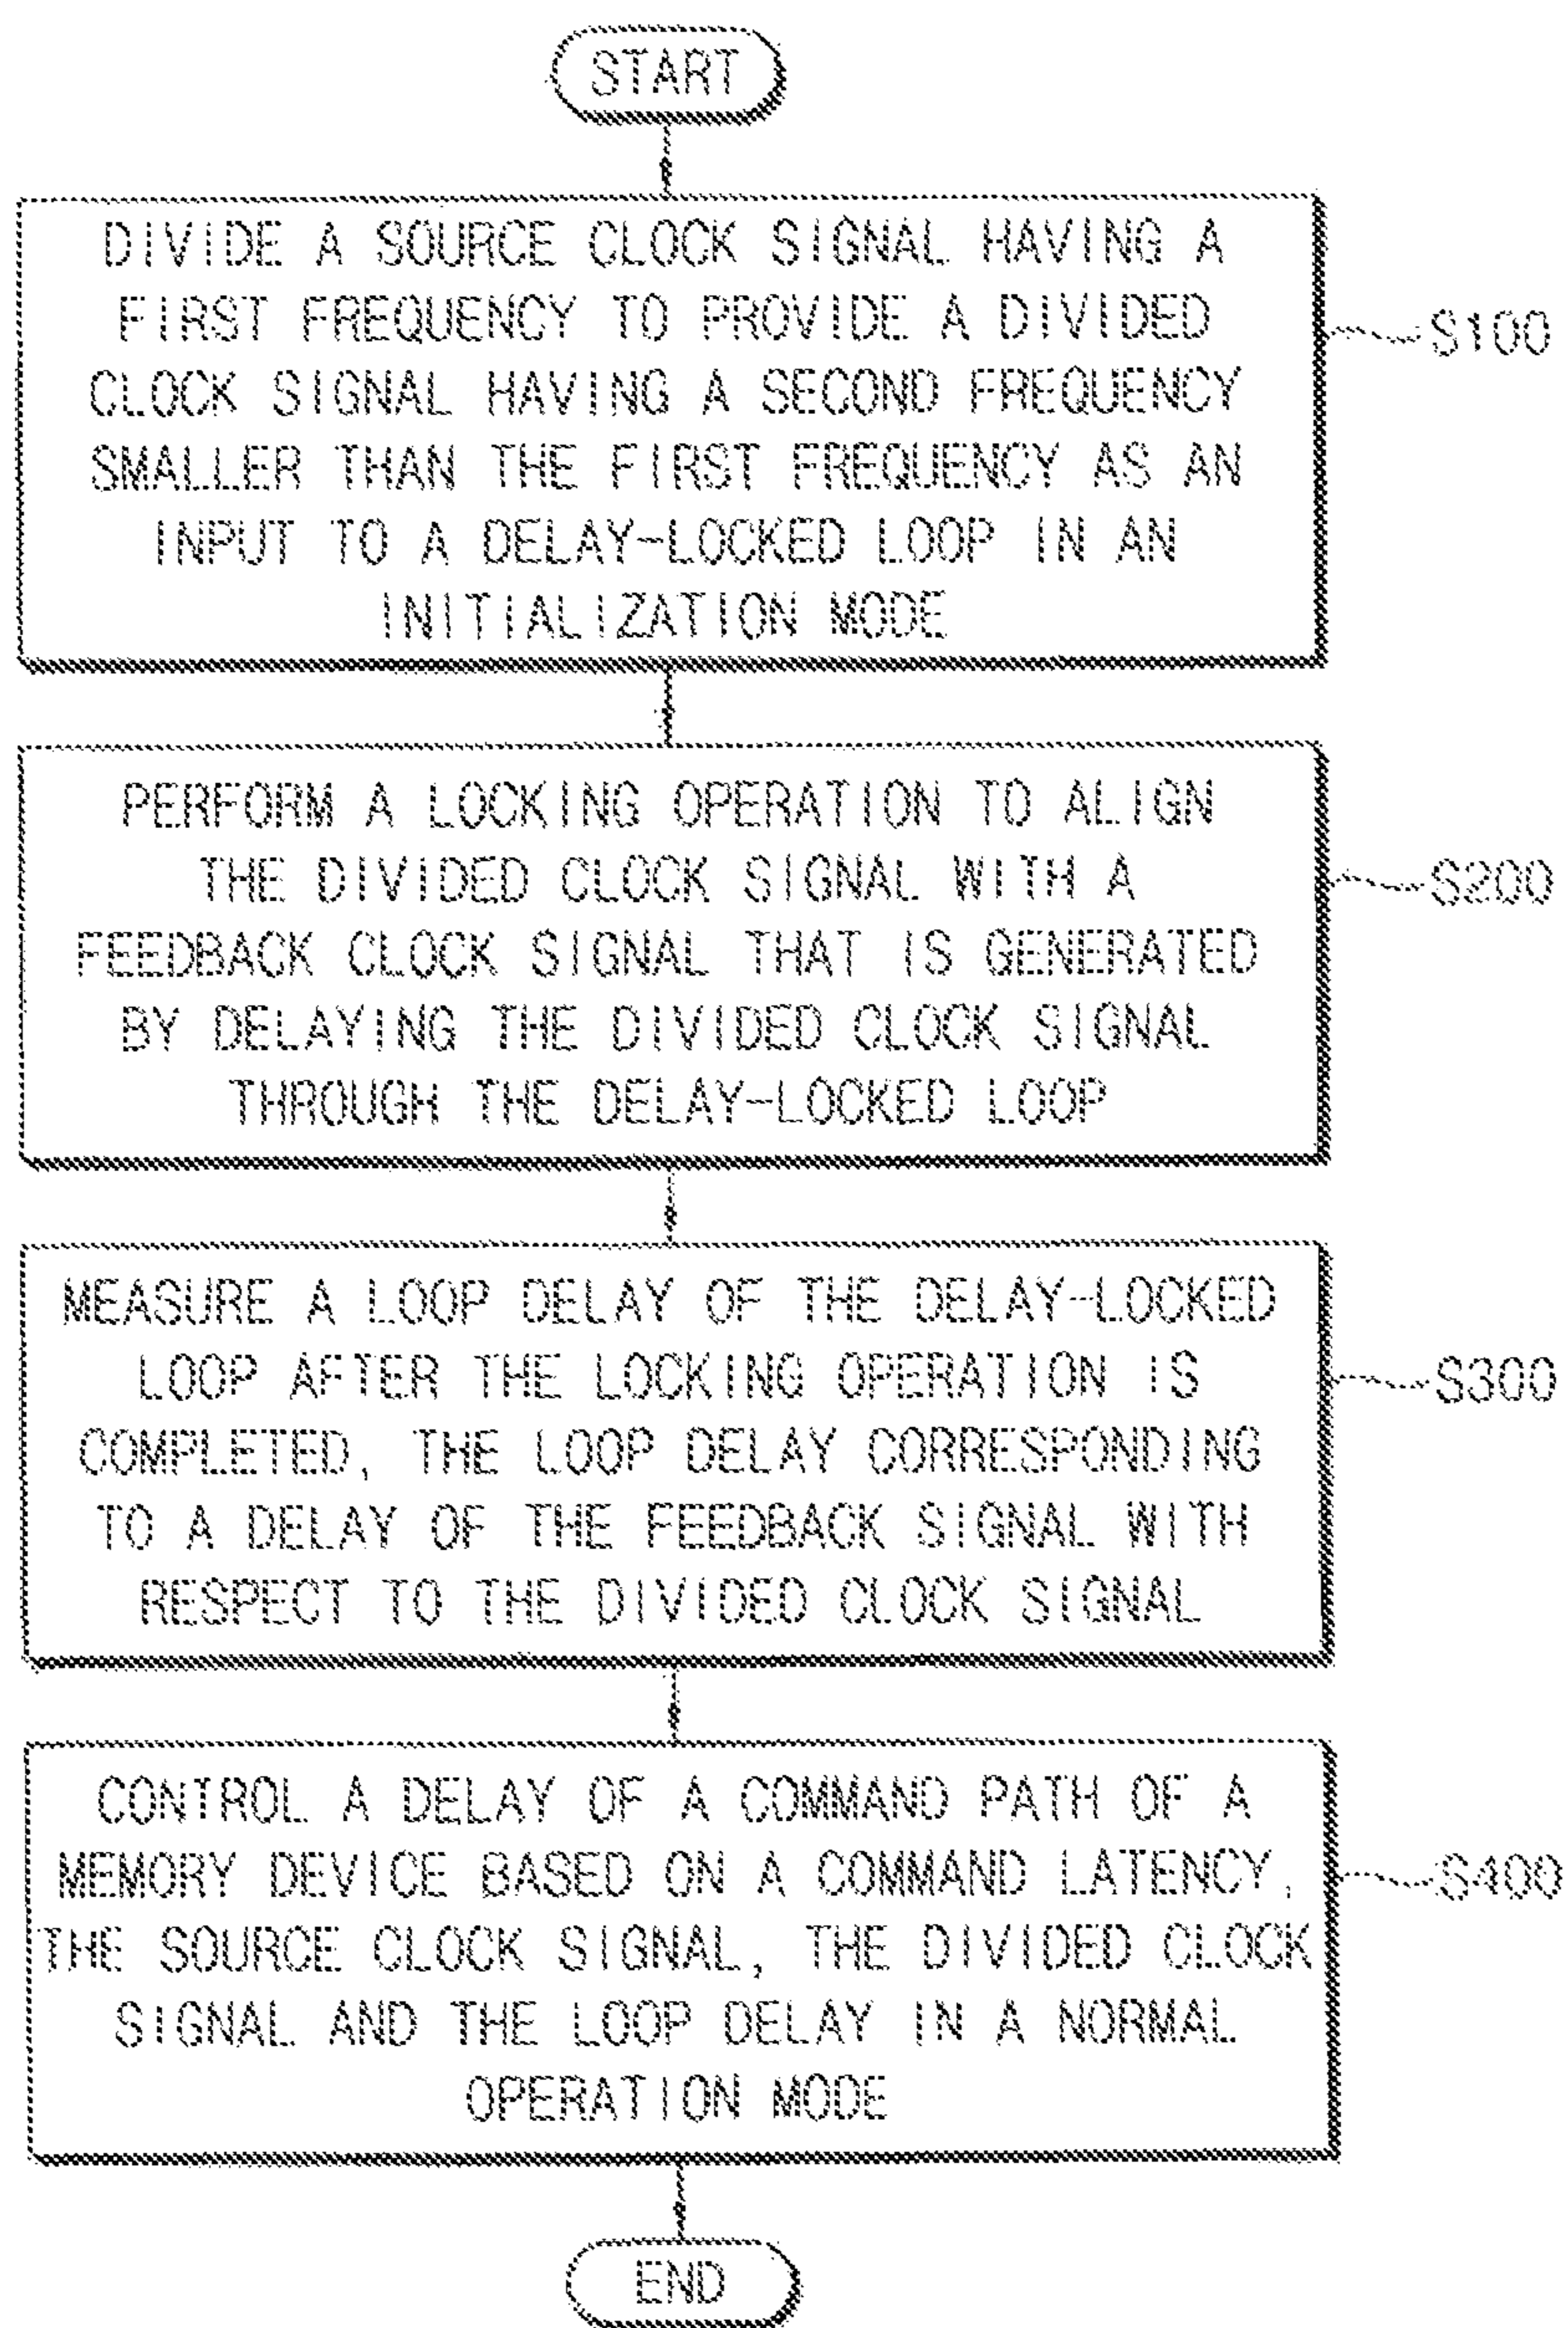 START
DIVIDE A SOURCE CLOCK SIGNAL HAVING A
FIRST FREQUENCY TO PROVIDE A DIVIDED
CLOCK SIGNAL HAVING A SECOND FREQUENCY
SMALLER THAN THE FIRST FREQUENCY AS AN
INPUT TO A DELAY-LOCKED LOOP IN AN
INITIALIZATION MODE
S100
PERFORM A LOCKING OPERATION TO ALIGN
THE DIVIDED CLOCK SIGNAL WITH A
FEEDBACK CLOCK SIGNAL THAT IS GENERATED
BY DELAYING THE DIVIDED CLOCK SIGNAL
THROUGH THE DELAY-LOCKED LOOP
S200
MEASURE A LOOP DELAY OF THE DELAY-LOCKED
LOOP AFTER THE LOCKING OPERATION IS
COMPLETED, THE LOOP DELAY CORRESPONDING
TO A DELAY OF THE FEEDBACK SIGNAL WITH
RESPECT TO THE DIVIDED CLOCK SIGNAL
S300
CONTROL A DELAY OF A COMMAND PATH OF A
MEMORY DEVICE BASED ON A COMMAND LATENCY,
THE SOURCE CLOCK SIGNAL, THE DIVIDED CLOCK
SIGNAL AND THE LOOP DELAY IN A NORMAL
OPERATION MODE
S400
END